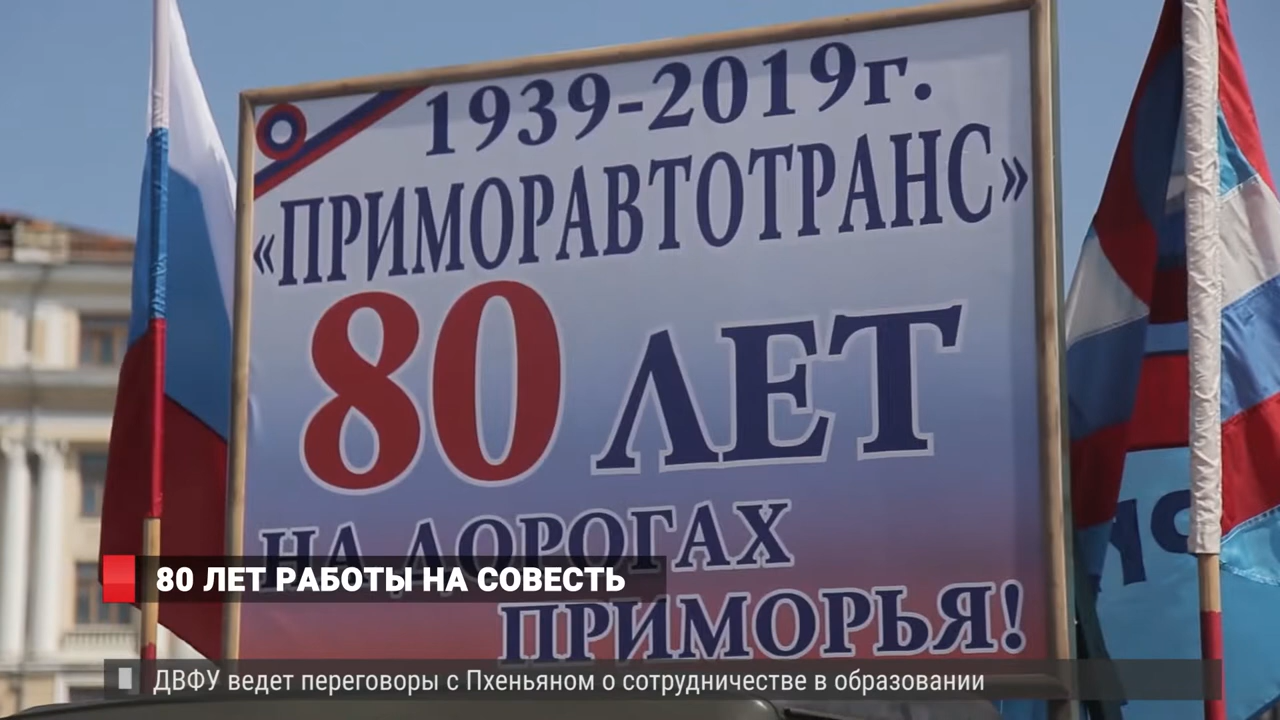 1939-2019г.
«ПРИМОРАВТОТРАНС»
80 ЛЕТ
НА ДОРОГАХ
ПРИМОРЬЯ!
80 ЛЕТ РАБОТЫ НА СОВЕСТЬ
ДВФУ ведет переговоры с Пхеньяном о сотрудничестве в образовании